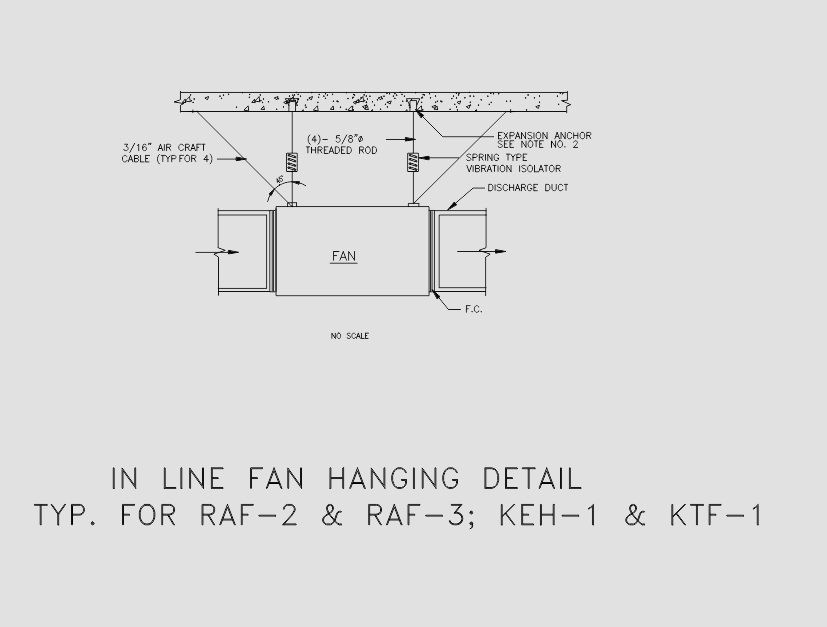 (4)- 5/8"ø
THREADED ROD
EXPANSION ANCHOR
SEE NOTE NO. 2
3/16" AIR CRAFT
CABLE (TYP.FOR 4)
SPRING TYPE
VIBRATION ISOLATOR
45°
DISCHARGE DUCT
FAN
F.C.
NO SCALE
IN LINE FAN HANGING DETAIL
TYP. FOR RAF-2 & RAF-3; KEH-1 & KTF-1